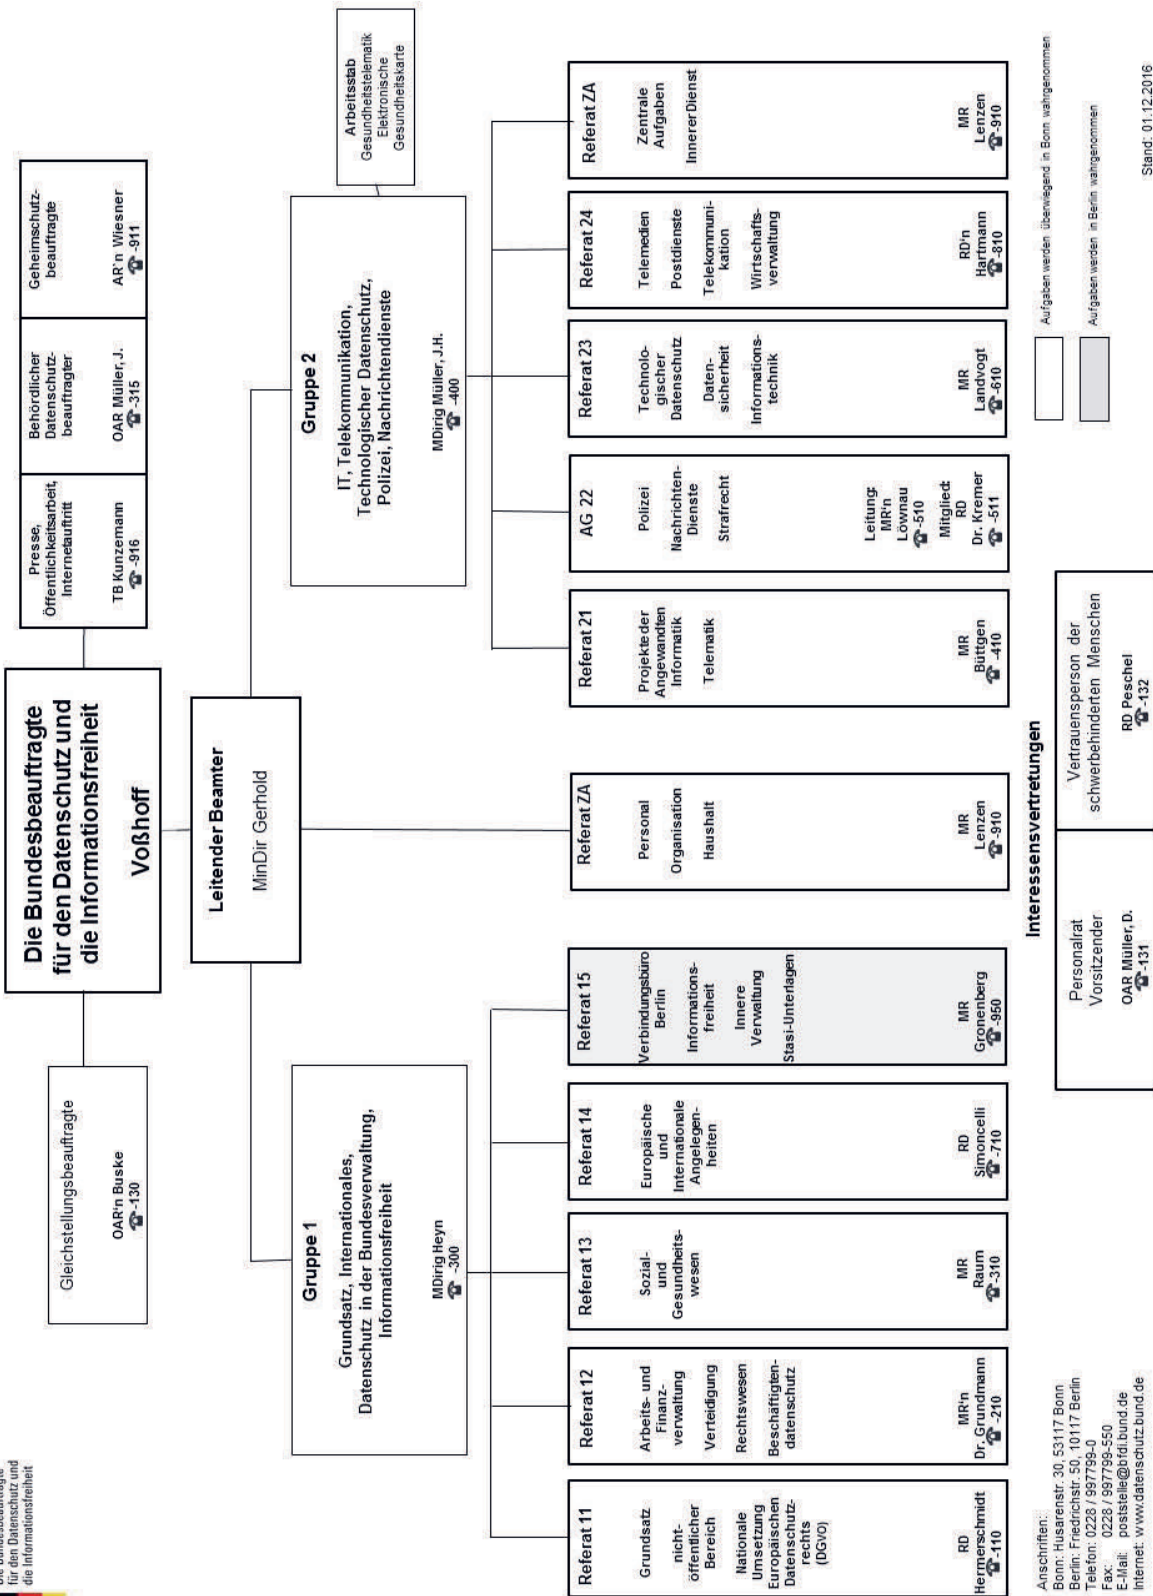 Die Bundesbeauftragte
für den Datenschutz und
die Informationsfreiheit
Die Bundesbeauftragte
für den Datenschutz und
die Informationsfreiheit
Voßhoff
Gleichstellungsbeauftragte
OAR'n Buske
☎-130
Presse,
Öffentlichkeitsarbeit,
Internetauftritt
TB Kunzemann
☎ -916
Behördlicher
Datenschutz-
beauftragter
OAR Müller, J.
☎-315
Geheimschutz-
beauftragte
AR'n Wiesner
☎ -911
Leitender Beamter
MinDir Gerhold
Gruppe 1
Grundsatz, Internationales,
Datenschutz in der Bundesverwaltung,
Informationsfreiheit
MDirig Heyn
☎ -300
Gruppe 2
IT, Telekommunikation,
Technologischer Datenschutz,
Polizei, Nachrichtendienste
MDirig Müller, J.H.
☎ -400
Arbeitsstab
Gesundheitstelematik
Elektronische
Gesundheitskarte
Referat 11
Grundsatz
nicht-
öffentlicher
Bereich
Nationale
Umsetzung
Europäischen
Datenschutz-
rechts
(DGVO)
RD
Hermerschmidt
☎-110
Referat 12
Arbeits- und
Finanz-
verwaltung
Verteidigung
Rechtswesen
Beschäftigten-
datenschutz
MR'n
Dr. Grundmann
☎ -210
Referat 13
Sozial-
und
Gesundheits-
wesen
MR
Raum
☎-310
Referat 14
Europäische
und
Internationale
Angelegen-
heiten
RD
Simoncelli
☎-710
Referat 15
Verbindungsbüro
Berlin
Informations-
freiheit
Innere
Verwaltung
Stasi-Unterlagen
MR
Gronenberg
☎-950
Referat ZA
Personal
Organisation
Haushalt
MR
Lenzen
☎-910
Referat 21
Projekte der
Angewandten
Informatik
Telematik
MR
Büttgen
☎-410
AG 22
Polizei
Nachrichten-
Dienste
Strafrecht
Leitung:
MR'n
Löwnau
☎-510
Mitglied:
RD
Dr. Kremer
☎ -511
Referat 23
Technolo-
gischer
Datenschutz
Daten-
sicherheit
Informations-
technik
MR
Landvogt
☎-610
Referat 24
Telemedien
Postdienste
Telekommuni-
kation
Wirtschafts-
verwaltung
RD'n
Hartmann
☎-810
Referat ZA
Zentrale
Aufgaben
Innerer Dienst
MR
Lenzen
☎-910
Interessensvertretungen
Personalrat
Vorsitzender
OAR Müller, D.
☎-131
Vertrauensperson der
schwerbehinderten Menschen
RD Peschel
☎-132
Aufgaben werden überwiegend in Bonn wahrgenommen
Aufgaben werden in Berlin wahrgenommen
Anschriften:
Bonn: Husarenstr. 30, 53117 Bonn
Berlin: Friedrichstr. 50, 10117 Berlin
Telefon: 0228 / 997799-0
Fax: 0228 / 997799-550
E-Mail: poststelle@bfdi.bund.de
Internet: www.datenschutz.bund.de
Stand: 01.12.2016